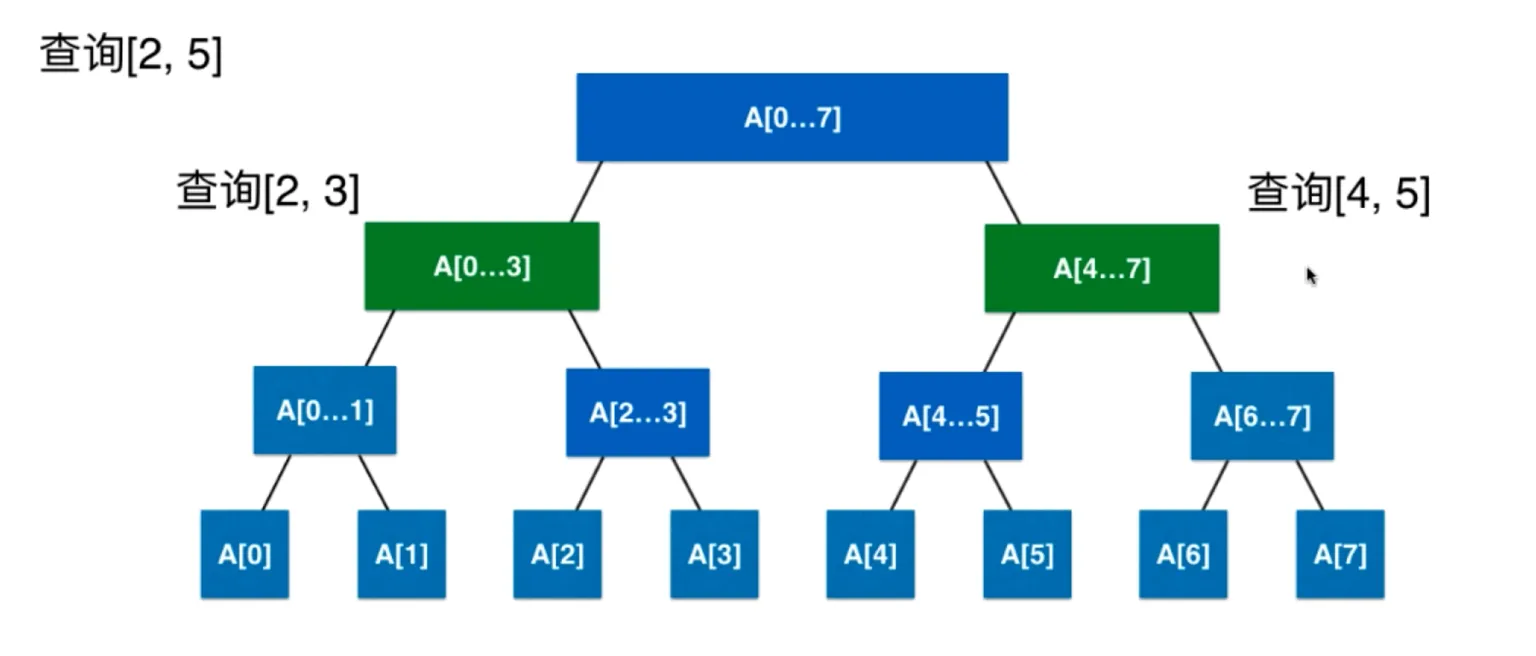 查询[2, 5]
A[0...7]
查询[2, 3]
查询[4, 5]
A[0...3]
A[4...7]
A[0...1]
A[2...3]
A[4...5]
A[6...7]
A[0]
A[1]
A[2]
A[3]
A[4]
A[5]
A[6]
A[7]